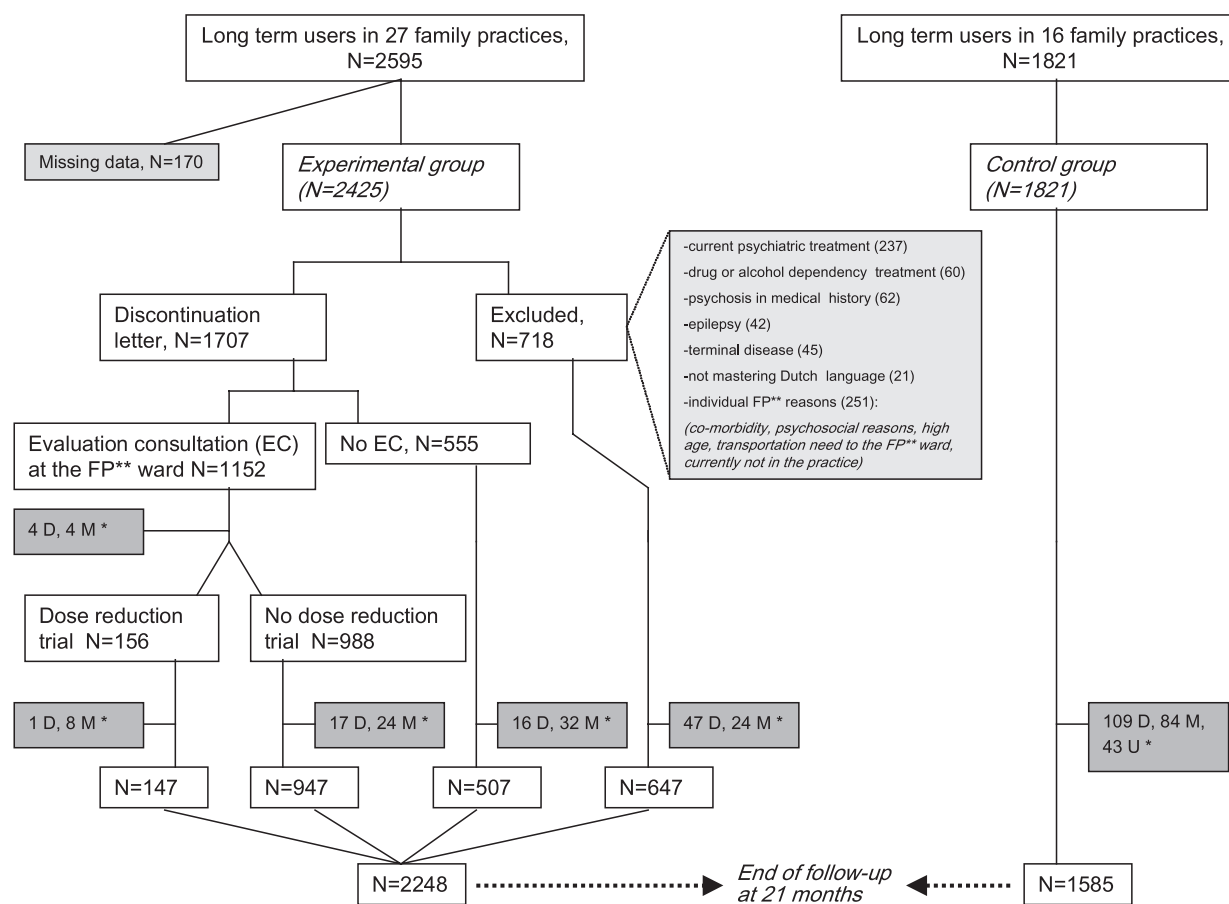 Long term users in 27 family practices,
N=2595
Long term users in 16 family practices,
N=1821
Missing data, N=170
Experimental group
(N=2425)
Control group
(N=1821)
-current psychiatric treatment (237)
-drug or alcohol dependency treatment (60)
-psychosis in medical history (62)
-epilepsy (42)
-terminal disease (45)
-not mastering Dutch language (21)
-individual FP** reasons (251):
(co-morbidity, psychosocial reasons, high
age, transportation need to the FP** ward,
currently not in the practice)
Discontinuation
letter, N=1707
Excluded,
N=718
Evaluation consultation (EC)
at the FP** ward N=1152
No EC, N=555
4 D, 4 M *
Dose reduction
trial N=156
No dose reduction
trial N=988
1 D, 8 M *
17 D, 24 M *
16 D, 32 M *
47 D, 24 M *
109 D, 84 M,
43 U *
N=147
N=947
N=507
N=647
N=2248
End of follow-up
at 21 months
N=1585